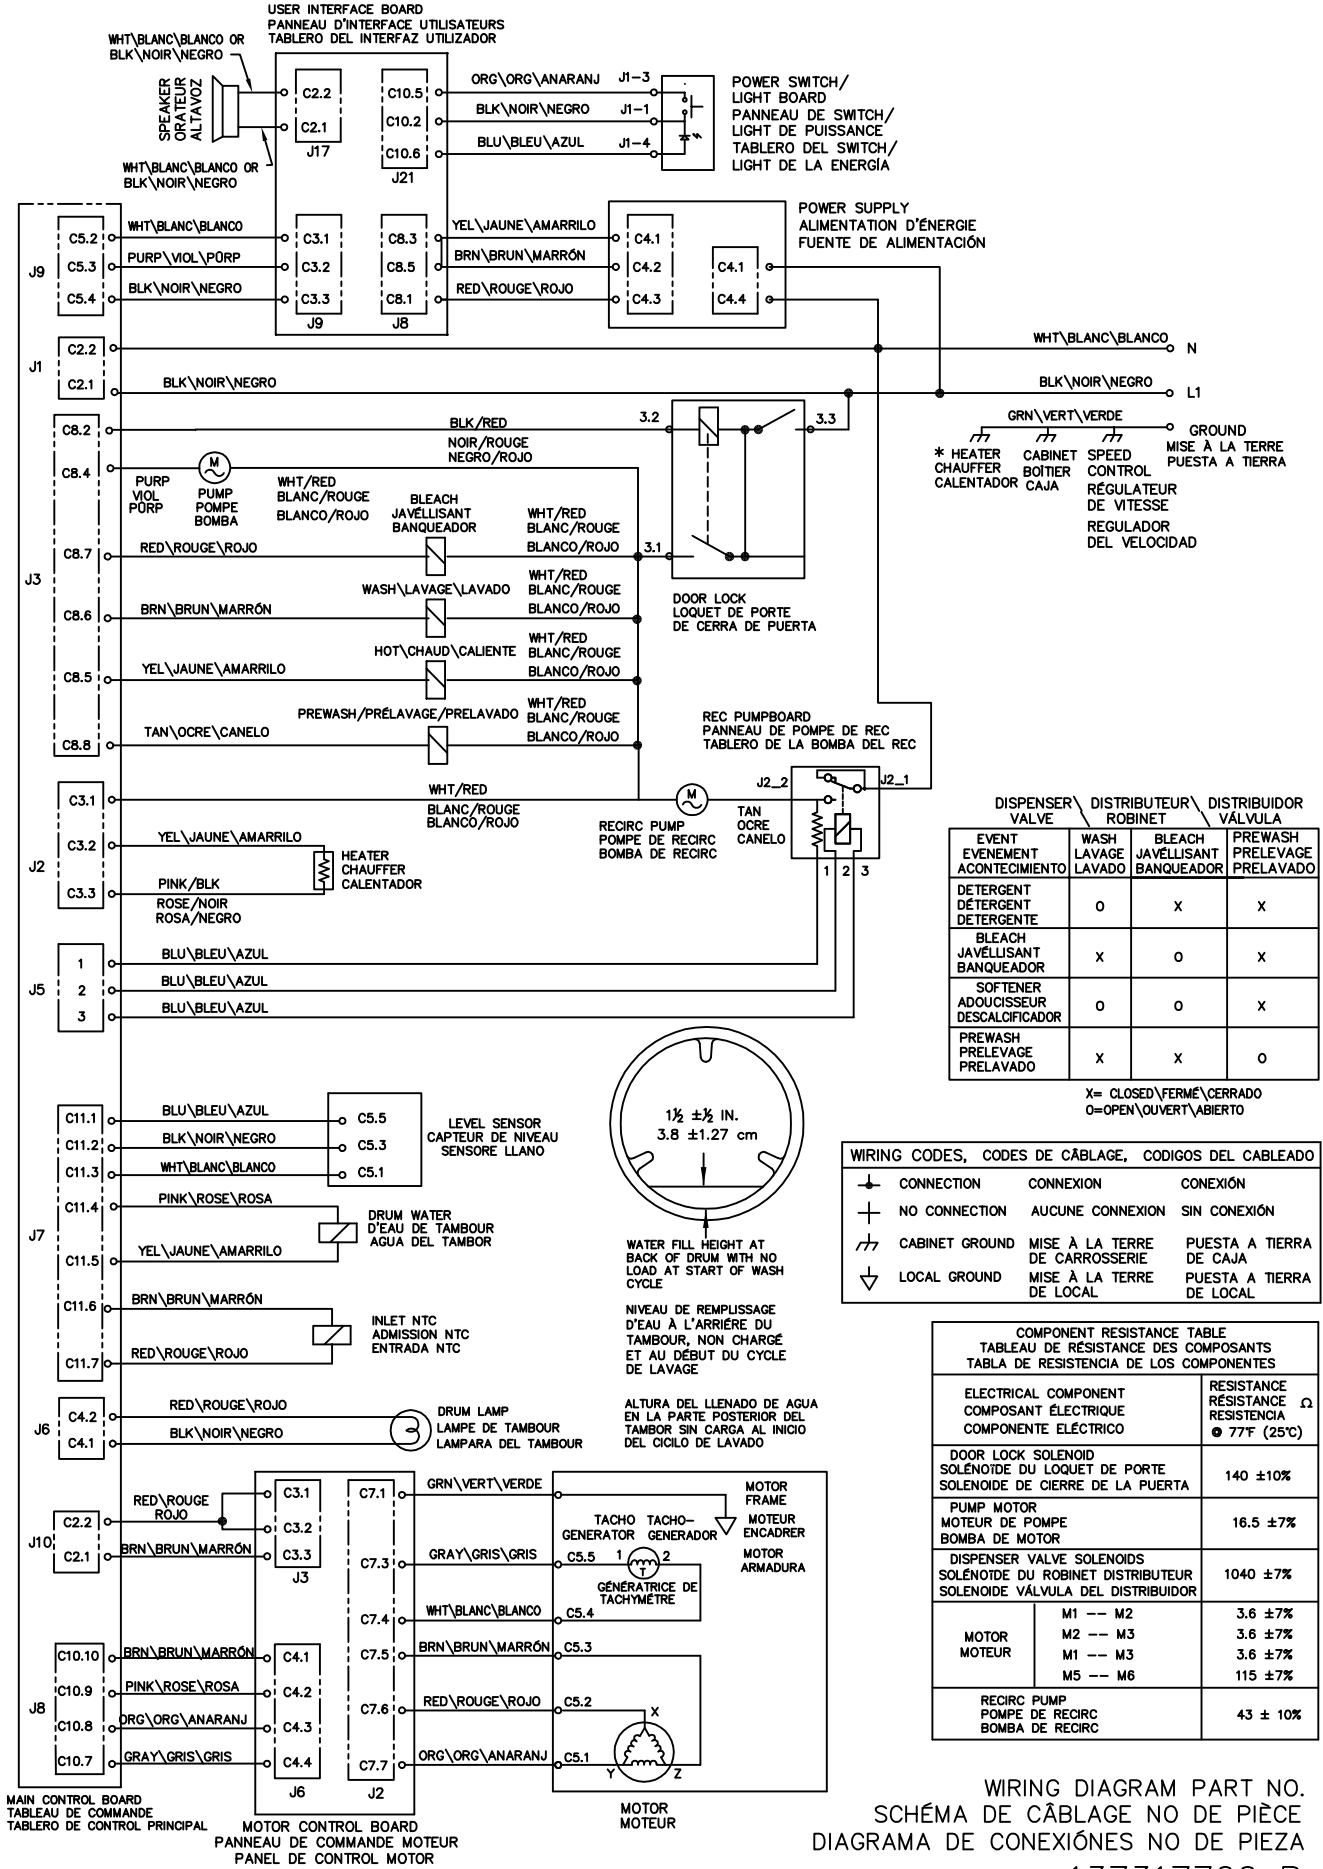 USER INTERFACE BOARD
PANNEAU D'INTERFACE UTILISATEURS
TABLERO DEL INTERFAZ UTILIZADOR
WHT\BLANC\BLANCO OR
BLK\NOIR\NEGRO
SPEAKER
ORATEUR
ALTAVOZ
WHT\BLANC\BLANCO OR
BLK\NOIR\NEGRO
C2.2
C2.1
J17
C10.5
C10.2
C10.6
J21
ORG\ORG\ANARANJ J1-3
BLK\NOIR\NEGRO J1-1
BLU\BLEU\AZUL J1-4
POWER SWITCH/
LIGHT BOARD
PANNEAU DE SWITCH/
LIGHT DE PUISSANCE
TABLERO DEL SWITCH/
LIGHT DE LA ENERGÍA
J9
C5.2 WHT\BLANC\BLANCO C3.1
C5.3 PURP\VIOL\PÚRP C3.2
C5.4 BLK\NOIR\NEGRO C3.3
J9
C8.3 YEL\JAUNE\AMARRILO C4.1
C8.5 BRN\BRUN\MARRÓN C4.2
C8.1 RED\ROUGE\ROJO C4.3
J8
C4.1
C4.4
POWER SUPPLY
ALIMENTATION D'ÉNERGIE
FUENTE DE ALIMENTACIÓN
J1
C2.2
C2.1 BLK\NOIR\NEGRO
WHT\BLANC\BLANCO N
BLK\NOIR\NEGRO L1
GRN\VERT\VERDE
GROUND
MISE À LA TERRE
PUESTA A TIERRA
* HEATER
CHAUFFER
CALENTADOR
CABINET
BOÎTIER
CAJA
SPEED
CONTROL
RÉGULATEUR
DE VITESSE
REGULADOR
DEL VELOCIDAD
J3
C8.2 BLK/RED 3.2 3.3
NOIR/ROUGE
NEGRO/ROJO
C8.4
PURP
VIOL
PÚRP
M
PUMP
POMPE
BOMBA
WHT/RED
BLANC/ROUGE
BLANCO/ROJO
BLEACH
JAVÉLLISANT
BANQUEADOR
WHT/RED
BLANC/ROUGE
BLANCO/ROJO
C8.7 RED\ROUGE\ROJO 3.1
DOOR LOCK
LOQUET DE PORTE
DE CERRA DE PUERTA
WASH\LAVAGE\LAVADO
WHT/RED
BLANC/ROUGE
BLANCO/ROJO
C8.6 BRN\BRUN\MARRÓN
HOT\CHAUD\CALIENTE
WHT/RED
BLANC/ROUGE
BLANCO/ROJO
C8.5 YEL\JAUNE\AMARRILO
PREWASH/PRÉLAVAGE/PRELAVADO
WHT/RED
BLANC/ROUGE
BLANCO/ROJO
C8.8 TAN\OCRE\CANELO
REC PUMPBOARD
PANNEAU DE POMPE DE REC
TABLERO DE LA BOMBA DEL REC
J2_2 J2_1
J2
C3.1 WHT/RED
BLANC/ROUGE
BLANCO/ROJO
M
RECIRC PUMP
POMPE DE RECIRC
BOMBA DE RECIRC
TAN
OCRE
CANELO
1 2 3
C3.2 YEL\JAUNE\AMARRILO
HEATER
CHAUFFER
CALENTADOR
C3.3 PINK/BLK
ROSE/NOIR
ROSA/NEGRO
J5
1 BLU\BLEU\AZUL
2 BLU\BLEU\AZUL
3 BLU\BLEU\AZUL
DISPENSER\ DISTRIBUTEUR\ DISTRIBUIDOR
VALVE \ ROBINET \ VÁLVULA
EVENT
EVENEMENT
ACONTECIMIENTO
WASH
LAVAGE
LAVADO
BLEACH
JAVÉLLISANT
BANQUEADOR
PREWASH
PRELEVAGE
PRELAVADO
DETERGENT
DÉTERGENT
DETERGENTE
O X X
BLEACH
JAVÉLLISANT
BANQUEADOR
X O X
SOFTENER
ADOUCISSEUR
DESCALCIFICADOR
O O X
PREWASH
PRELEVAGE
PRELAVADO
X X O
X= CLOSED\FERMÉ\CERRADO
O=OPEN\OUVERT\ABIERTO
J7
C11.1 BLU\BLEU\AZUL C5.5
C11.2 BLK\NOIR\NEGRO C5.3
C11.3 WHT\BLANC\BLANCO C5.1
LEVEL SENSOR
CAPTEUR DE NIVEAU
SENSORE LLANO
C11.4 PINK\ROSE\ROSA
DRUM WATER
D'EAU DE TAMBOUR
AGUA DEL TAMBOR
C11.5 YEL\JAUNE\AMARRILO
C11.6 BRN\BRUN\MARRÓN
INLET NTC
ADMISSION NTC
ENTRADA NTC
C11.7 RED\ROUGE\ROJO
1½ ±½ IN.
3.8 ±1.27 cm
WATER FILL HEIGHT AT
BACK OF DRUM WITH NO
LOAD AT START OF WASH
CYCLE
NIVEAU DE REMPLISSAGE
D'EAU À L'ARRIÉRE DU
TAMBOUR, NON CHARGÉ
ET AU DÉBUT DU CYCLE
DE LAVAGE
ALTURA DEL LLENADO DE AGUA
EN LA PARTE POSTERIOR DEL
TAMBOR SIN CARGA AL INICIO
DEL CICILO DE LAVADO
WIRING CODES, CODES DE CÂBLAGE, CODIGOS DEL CABLEADO
CONNECTION CONNEXION CONEXIÓN
NO CONNECTION AUCUNE CONNEXION SIN CONEXIÓN
CABINET GROUND MISE À LA TERRE PUESTA A TIERRA
DE CARROSSERIE DE CAJA
LOCAL GROUND MISE À LA TERRE PUESTA A TIERRA
DE LOCAL DE LOCAL
J6
C4.2 RED\ROUGE\ROJO
C4.1 BLK\NOIR\NEGRO
DRUM LAMP
LAMPE DE TAMBOUR
LAMPARA DEL TAMBOUR
COMPONENT RESISTANCE TABLE
TABLEAU DE RÉSISTANCE DES COMPOSANTS
TABLA DE RESISTENCIA DE LOS COMPONENTES
ELECTRICAL COMPONENT
COMPOSANT ÉLECTRIQUE
COMPONENTE ELÉCTRICO
RESISTANCE
RÉSISTANCE Ω
RESISTENCIA
@ 77°F (25°C)
DOOR LOCK SOLENOID
SOLÉNOÏDE DU LOQUET DE PORTE
SOLENOIDE DE CIERRE DE LA PUERTA
140 ±10%
PUMP MOTOR
MOTEUR DE POMPE
BOMBA DE MOTOR
16.5 ±7%
DISPENSER VALVE SOLENOIDS
SOLÉNOÏDE DU ROBINET DISTRIBUTEUR
SOLENOIDE VÁLVULA DEL DISTRIBUIDOR
1040 ±7%
MOTOR
MOTEUR
M1 -- M2 3.6 ±7%
M2 -- M3 3.6 ±7%
M1 -- M3 3.6 ±7%
M5 -- M6 115 ±7%
RECIRC PUMP
POMPE DE RECIRC
BOMBA DE RECIRC
43 ± 10%
J10
C2.2 RED\ROUGE
ROJO
C2.1 BRN\BRUN\MARRÓN
C3.1
C3.2
C3.3
J3
C7.1 GRN\VERT\VERDE
MOTOR
FRAME
MOTEUR
ENCADRER
MOTOR
ARMADURA
TACHO TACHO-
GENERATOR GENERADOR
C7.3 GRAY\GRIS\GRIS C5.5 1 T 2
GÉNÉRATRICE DE
TACHYMÉTRE
C7.4 WHT\BLANC\BLANCO C5.4
C7.5 BRN\BRUN\MARRÓN C5.3
C7.6 RED\ROUGE\ROJO C5.2 X
C7.7 ORG\ORG\ANARANJ C5.1 Y Z
J2
MOTOR
MOTEUR
J8
C10.10 BRN\BRUN\MARRÓN C4.1
C10.9 PINK\ROSE\ROSA C4.2
C10.8 ORG\ORG\ANARANJ C4.3
C10.7 GRAY\GRIS\GRIS C4.4
J6
MAIN CONTROL BOARD
TABLEAU DE COMMANDE
TABLERO DE CONTROL PRINCIPAL
MOTOR CONTROL BOARD
PANNEAU DE COMMANDE MOTEUR
PANEL DE CONTROL MOTOR
WIRING DIAGRAM PART NO.
SCHÉMA DE CÂBLAGE NO DE PIÈCE
DIAGRAMA DE CONEXIÓNES NO DE PIEZA